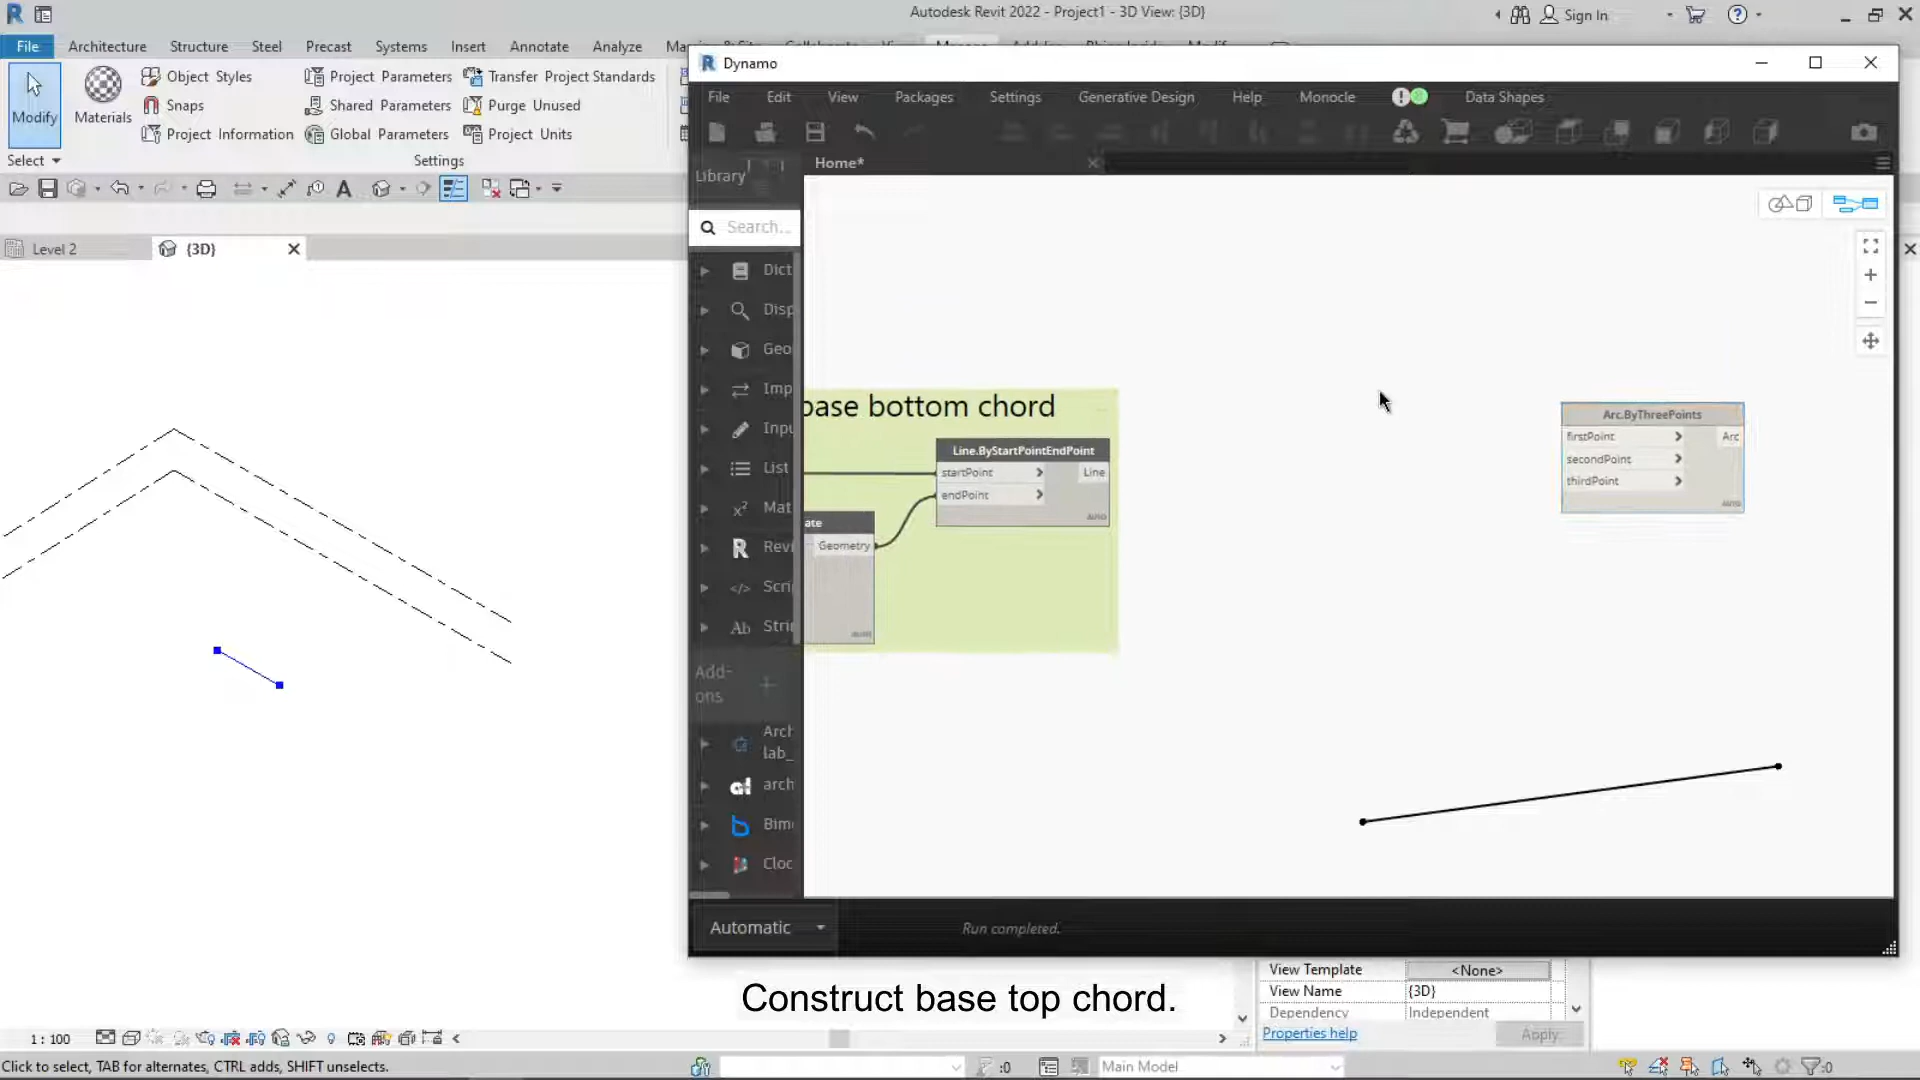 Autodesk Revit 2022 - Project1 - 3D View: {3D}
Sign In
File Architecture Structure Steel Precast Systems Insert Annotate Analyze
Modify
Materials
Object Styles
Snaps
Project Information
Project Parameters
Shared Parameters
Global Parameters
Transfer Project Standards
Purge Unused
Project Units
Select
Settings
Level 2
{3D}
Dynamo
File Edit View Packages Settings Generative Design Help Monocle Data Shapes
Home*
Library
Search...
Dict
Disp
Geo
Imp
Inpu
List
Mat
Revi
Scri
Stri
Add-
ons
Arch
lab_
arch
Bim
Cloc
base bottom chord
Line.ByStartPointEndPoint
startPoint Line
endPoint
AUTO
ate
Geometry
AUTO
Arc.ByThreePoints
firstPoint Arc
secondPoint
thirdPoint
AUTO
Automatic
Run completed.
Construct base top chord.
View Template <None>
View Name {3D}
Dependency Independent
Properties help
Apply
1 : 100
Click to select, TAB for alternates, CTRL adds, SHIFT unselects.
:0
Main Model
:0